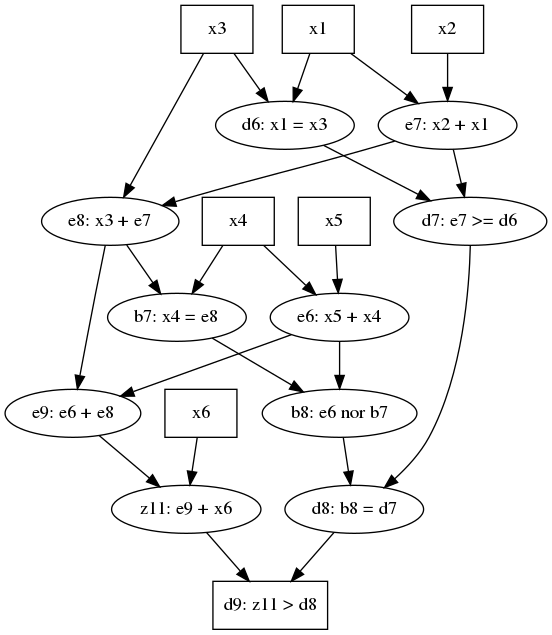 x3
x1
x2
d6: x1 = x3
e7: x2 + x1
e8: x3 + e7
x4
x5
d7: e7 >= d6
b7: x4 = e8
e6: x5 + x4
e9: e6 + e8
x6
b8: e6 nor b7
z11: e9 + x6
d8: b8 = d7
d9: z11 > d8